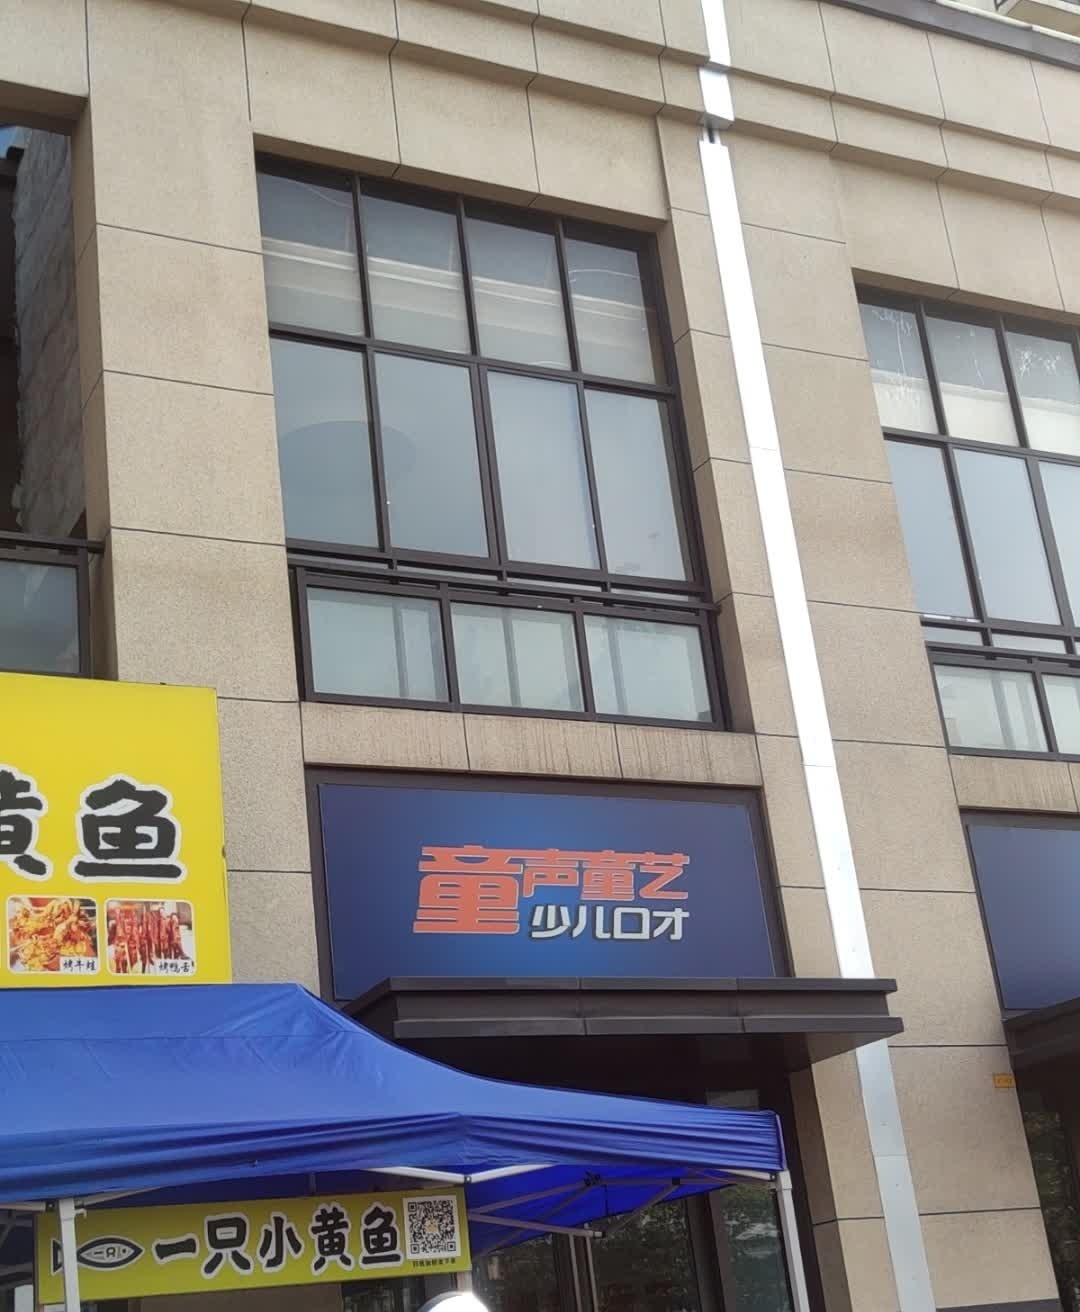 黄鱼
烤牛蛙
烤鸭舌
童声童艺
少儿口才
一只小黄鱼